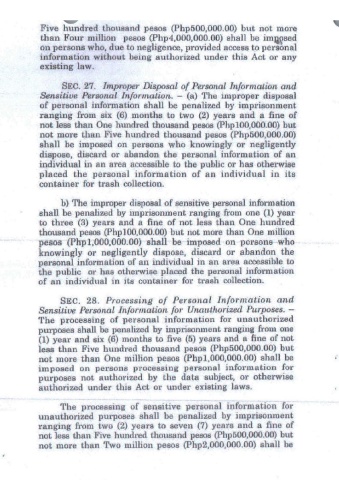 Five hundred thousand pesos (Php500,000.00) but not more
than Four million pesos (Php4,000,000.00) shall be imposed
on persons who, due to negligence, provided access to personal
information without being authorized under this Act or any
existing law.
SEC. 27. Improper Disposal of Personal Information and
Sensitive Personal Information. – (a) The improper disposal
of personal information shall be penalized by imprisonment
ranging from six (6) months to two (2) years and a fine of
not less than One hundred thousand pesos (Php100,000.00) but
not more than Five hundred thousand pesos (Php500,000.00)
shall be imposed on persons who knowingly or negligently
dispose, discard or abandon the personal information of an
individual in an area accessible to the public or has otherwise
placed the personal information of an individual in its
container for trash collection.
b) The improper disposal of sensitive personal information
shall be penalized by imprisonment ranging from one (1) year
to three (3) years and a fine of not less than One hundred
thousand pesos (Php100,000.00) but not more than One million
pesos (Php1,000,000.00) shall be imposed on persons who
knowingly or negligently dispose, discard or abandon the
personal information of an individual in an area accessible to
the public or has otherwise placed the personal information
of an individual in its container for trash collection.
SEC. 28. Processing of Personal Information and
Sensitive Personal Information for Unauthorized Purposes. –
The processing of personal information for unauthorized
purposes shall be penalized by imprisonment ranging from one
(1) year and six (6) months to five (5) years and a fine of not
less than Five hundred thousand pesos (Php500,000.00) but
not more than One million pesos (Php1,000,000.00) shall be
imposed on persons processing personal information for
purposes not authorized by the data subject, or otherwise
authorized under this Act or under existing laws.
The processing of sensitive personal information for
unauthorized purposes shall be penalized by imprisonment
ranging from two (2) years to seven (7) years and a fine of
not less than Five hundred thousand pesos (Php500,000.00) but
not more than Two million pesos (Php2,000,000.00) shall be